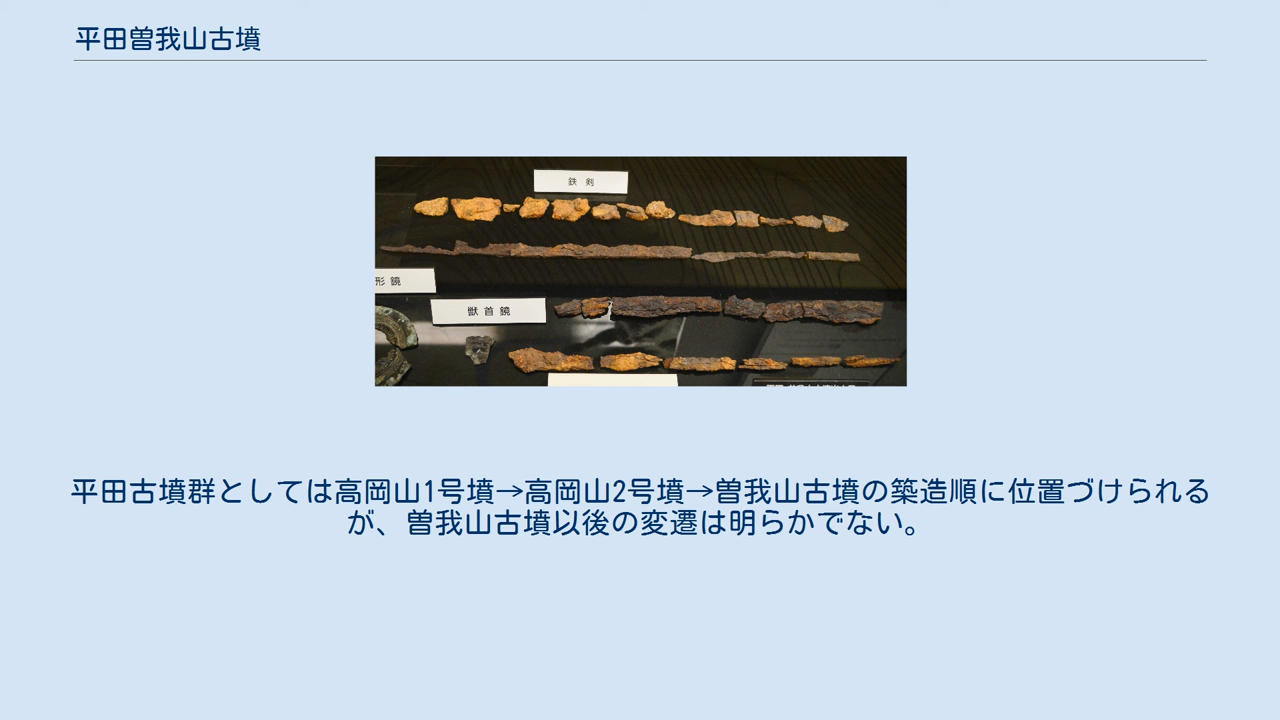 平田曽我山古墳
鉄 剣
形 鏡
獣 首 鏡
平田古墳群としては高岡山1号墳→高岡山2号墳→曽我山古墳の築造順に位置づけられる
が、曽我山古墳以後の変遷は明らかでない。